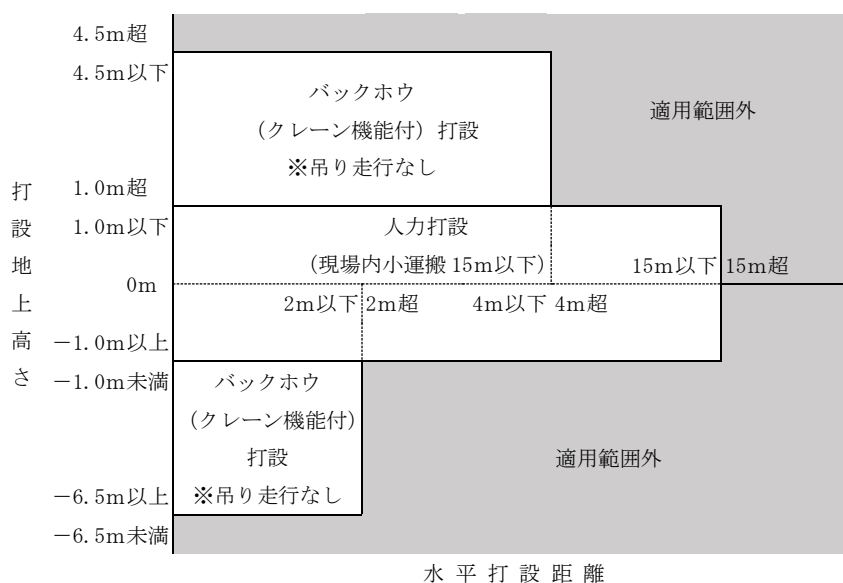 4.5m超
4.5m以下
バックホウ
(クレーン機能付) 打設
※吊り走行なし
適用範囲外
打設地上高さ
1.0m超
1.0m以下
人力打設
(現場内小運搬15m以下)
15m以下
15m超
0m
2m以下
2m超
4m以下
4m超
－1.0m以上
－1.0m未満
バックホウ
(クレーン機能付)
打設
※吊り走行なし
適用範囲外
－6.5m以上
－6.5m未満
水平打設距離